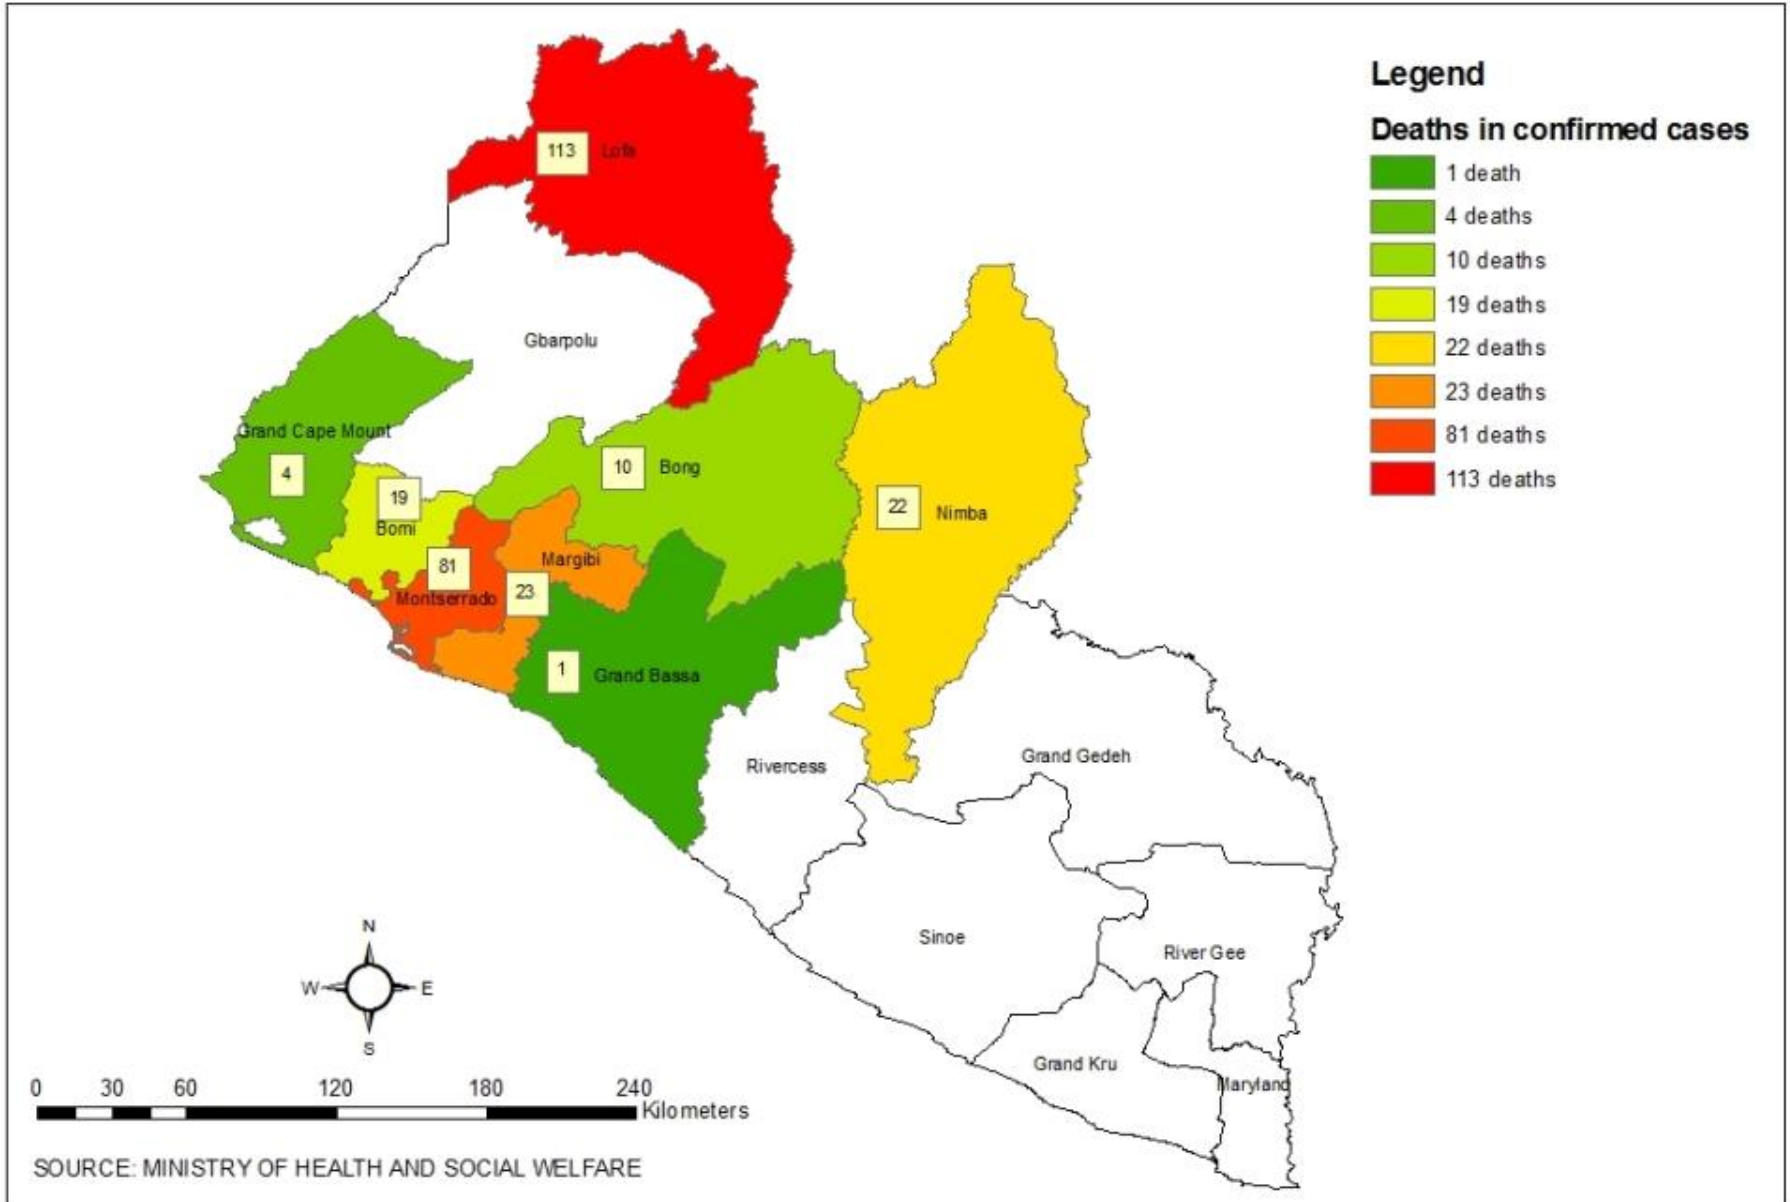 Legend
Deaths in confirmed cases
1 death
4 deaths
10 deaths
19 deaths
22 deaths
23 deaths
81 deaths
113 deaths
113 Lofa
Gbarpolu
Grand Cape Mount
4
19
Bomi
10 Bong
22 Nimba
81
Montserrado
Margibi
23
1 Grand Bassa
Rivercess
Grand Gedeh
Sinoe
River Gee
Grand Kru
Maryland
N
W E
S
0 30 60 120 180 240
Kilometers
SOURCE: MINISTRY OF HEALTH AND SOCIAL WELFARE